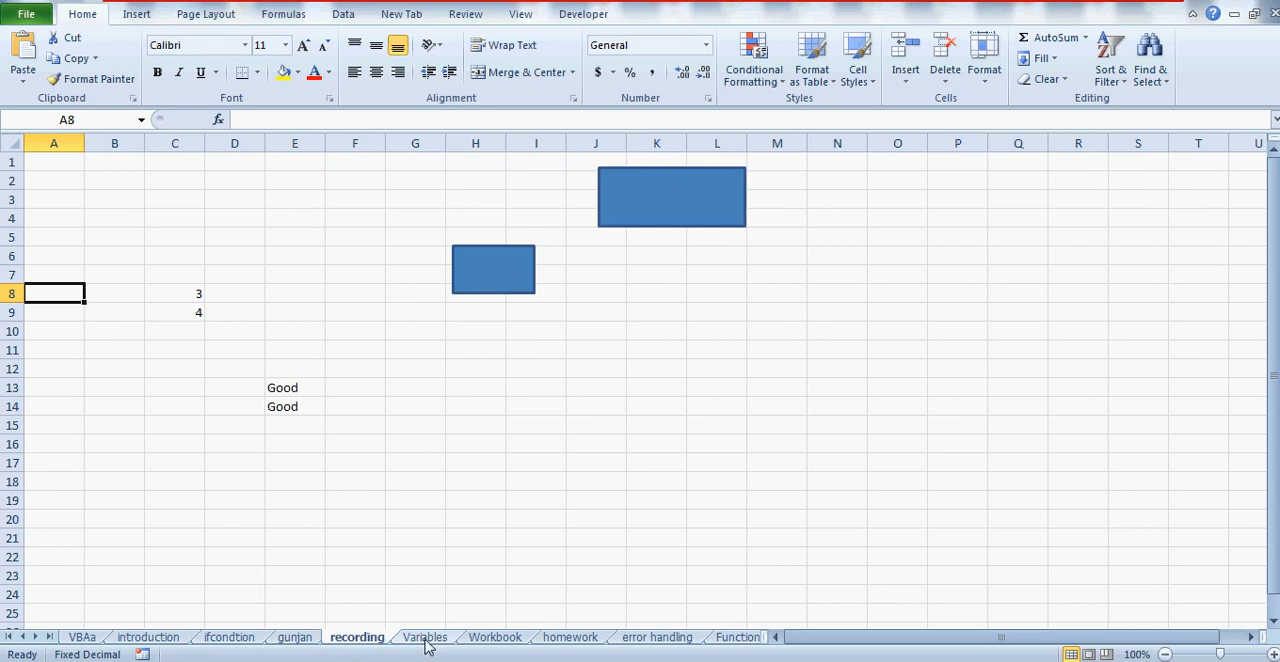 File Home Insert Page Layout Formulas Data New Tab Review View Developer
Paste Cut Copy Format Painter Clipboard
Calibri 11 B I U A A A Font
Wrap Text Merge & Center Alignment
General $ % , Number
Conditional Formatting Format as Table Cell Styles Styles
Insert Delete Format Cells
Σ AutoSum Fill Clear Sort & Filter Find & Select Editing
A8 fx
A B C D E F G H I J K L M N O P Q R S T U
1
2
3
4
5
6
7
8 3
9 4
10
11
12
13 Good
14 Good
15
16
17
18
19
20
21
22
23
24
25
VBAa introduction ifcondtion gunjan recording Variables Workbook homework error handling Function
Ready Fixed Decimal 100%